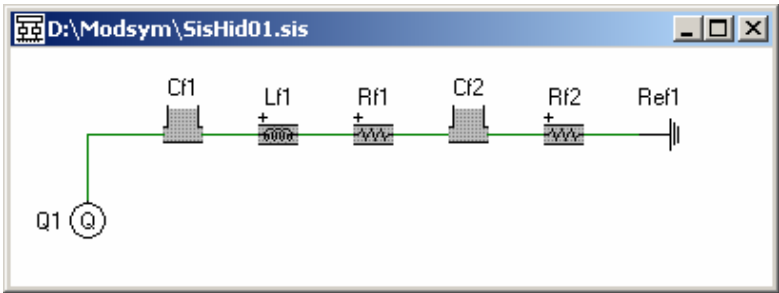 D:\Modsym\SisHid01.sis
Cf1 Lf1 Rf1 Cf2 Rf2 Ref1
+ + +
Q1 Q